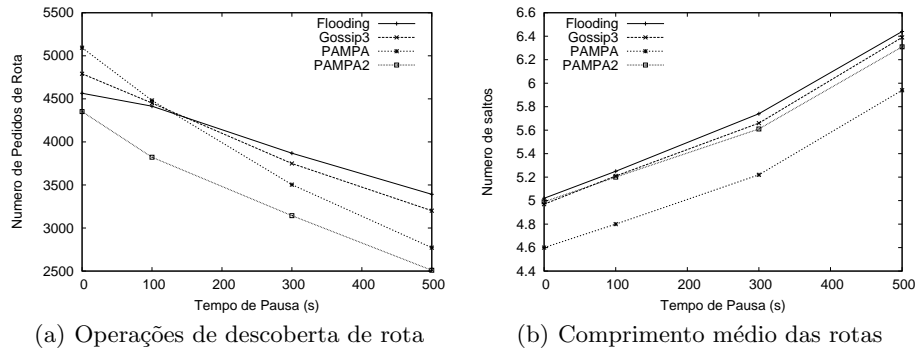 5500
5000
4500
4000
3500
3000
2500
Numero de Pedidos de Rota
0 100 200 300 400 500
Tempo de Pausa (s)
Flooding
Gossip3
PAMPA
PAMPA2
(a) Operações de descoberta de rota
6.6
6.4
6.2
6
5.8
5.6
5.4
5.2
5
4.8
4.6
4.4
Numero de saltos
0 100 200 300 400 500
Tempo de Pausa (s)
Flooding
Gossip3
PAMPA
PAMPA2
(b) Comprimento médio das rotas